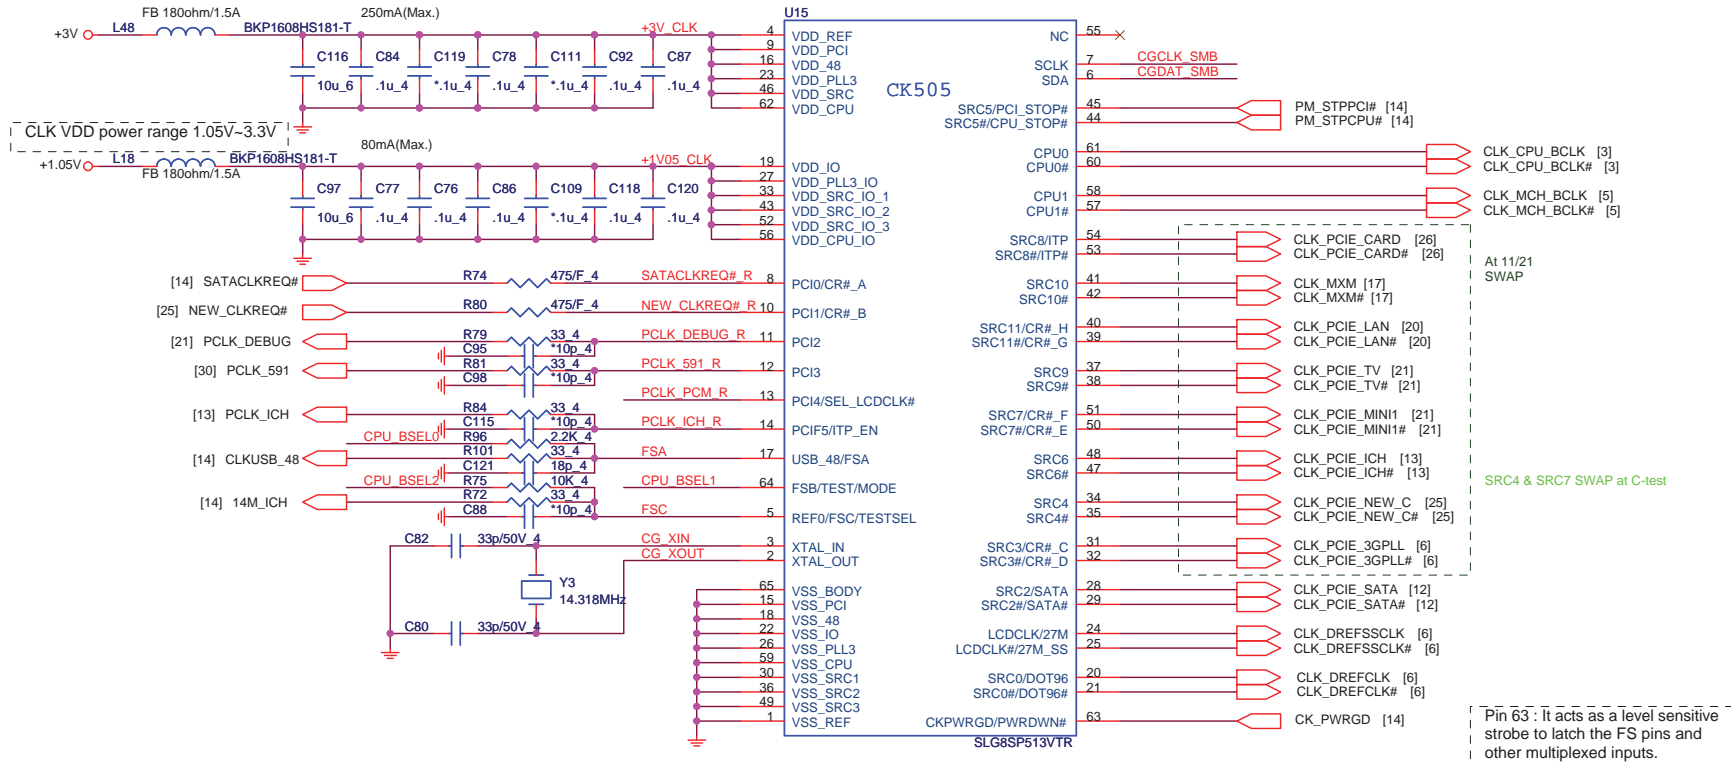 FB 180ohm/1.5A
250mA(Max.)
U15
+3V
L48
BKP1608HS181-T
+3V_CLK
C116
C84
C119
C78
C111
C92
C87
10u_6
.1u_4
*.1u_4
.1u_4
*.1u_4
.1u_4
.1u_4
4 VDD_REF
9 VDD_PCI
16 VDD_48
23 VDD_PLL3
46 VDD_SRC
62 VDD_CPU
CK505
NC 55
SCLK 7 CGCLK_SMB
SDA 6 CGDAT_SMB
SRC5/PCI_STOP# 45 PM_STPPCI# [14]
SRC5#/CPU_STOP# 44 PM_STPCPU# [14]
CLK VDD power range 1.05V~3.3V
80mA(Max.)
+1.05V
L18
BKP1608HS181-T
FB 180ohm/1.5A
+1V05_CLK
C97
C77
C76
C86
C109
C118
C120
10u_6
.1u_4
.1u_4
.1u_4
*.1u_4
.1u_4
.1u_4
19 VDD_IO
27 VDD_PLL3_IO
33 VDD_SRC_IO_1
43 VDD_SRC_IO_2
52 VDD_SRC_IO_3
56 VDD_CPU_IO
CPU0 61 CLK_CPU_BCLK [3]
CPU0# 60 CLK_CPU_BCLK# [3]
CPU1 58 CLK_MCH_BCLK [5]
CPU1# 57 CLK_MCH_BCLK# [5]
SRC8/ITP 54 CLK_PCIE_CARD [26]
SRC8#/ITP# 53 CLK_PCIE_CARD# [26]
At 11/21
SWAP
[14] SATACLKREQ# R74 475/F_4 SATACLKREQ#_R 8 PCI0/CR#_A
SRC10 41 CLK_MXM [17]
SRC10# 42 CLK_MXM# [17]
[25] NEW_CLKREQ# R80 475/F_4 NEW_CLKREQ#_R 10 PCI1/CR#_B
SRC11/CR#_H 40 CLK_PCIE_LAN [20]
SRC11#/CR#_G 39 CLK_PCIE_LAN# [20]
[21] PCLK_DEBUG R79 33_4 PCLK_DEBUG_R 11 PCI2
C95 *10p_4
[30] PCLK_591 R81 33_4 PCLK_591_R 12 PCI3
C98 *10p_4
SRC9 37 CLK_PCIE_TV [21]
SRC9# 38 CLK_PCIE_TV# [21]
PCLK_PCM_R 13 PCI4/SEL_LCDCLK#
[13] PCLK_ICH R84 33_4
C115 *10p_4 PCLK_ICH_R 14 PCIF5/ITP_EN
SRC7/CR#_F 51 CLK_PCIE_MINI1 [21]
SRC7#/CR#_E 50 CLK_PCIE_MINI1# [21]
CPU_BSEL0 R96 2.2K_4
[14] CLKUSB_48 R101 33_4 FSA 17 USB_48/FSA
C121 18p_4
SRC6 48 CLK_PCIE_ICH [13]
SRC6# 47 CLK_PCIE_ICH# [13]
CPU_BSEL2 R75 10K_4 CPU_BSEL1 64 FSB/TEST/MODE
SRC4 & SRC7 SWAP at C-test
[14] 14M_ICH R72 33_4
C88 *10p_4 FSC 5 REF0/FSC/TESTSEL
SRC4 34 CLK_PCIE_NEW_C [25]
SRC4# 35 CLK_PCIE_NEW_C# [25]
C82 33p/50V_4 CG_XIN 3 XTAL_IN
CG_XOUT 2 XTAL_OUT
SRC3/CR#_C 31 CLK_PCIE_3GPLL [6]
SRC3#/CR#_D 32 CLK_PCIE_3GPLL# [6]
Y3
14.318MHz
C80 33p/50V_4
65 VSS_BODY
15 VSS_PCI
18 VSS_48
22 VSS_IO
26 VSS_PLL3
59 VSS_CPU
30 VSS_SRC1
36 VSS_SRC2
49 VSS_SRC3
1 VSS_REF
SRC2/SATA 28 CLK_PCIE_SATA [12]
SRC2#/SATA# 29 CLK_PCIE_SATA# [12]
LCDCLK/27M 24 CLK_DREFSSCLK [6]
LCDCLK#/27M_SS 25 CLK_DREFSSCLK# [6]
SRC0/DOT96 20 CLK_DREFCLK [6]
SRC0#/DOT96# 21 CLK_DREFCLK# [6]
CKPWRGD/PWRDWN# 63 CK_PWRGD [14]
SLG8SP513VTR
Pin 63 : It acts as a level sensitive
strobe to latch the FS pins and
other multiplexed inputs.